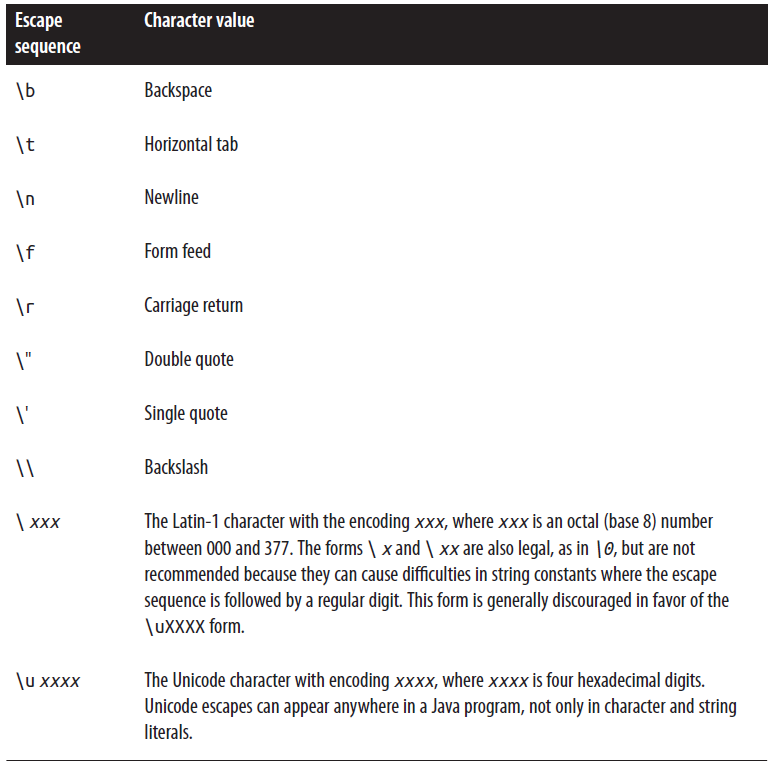 Escape sequence Character value
\b Backspace
\t Horizontal tab
\n Newline
\f Form feed
\r Carriage return
\" Double quote
\' Single quote
\\ Backslash
\ xxx The Latin-1 character with the encoding xxx, where xxx is an octal (base 8) number
between 000 and 377. The forms \ x and \ xx are also legal, as in \0, but are not
recommended because they can cause difficulties in string constants where the escape
sequence is followed by a regular digit. This form is generally discouraged in favor of the
\uXXXX form.
\u xxxx The Unicode character with encoding xxxx, where xxxx is four hexadecimal digits.
Unicode escapes can appear anywhere in a Java program, not only in character and string
literals.